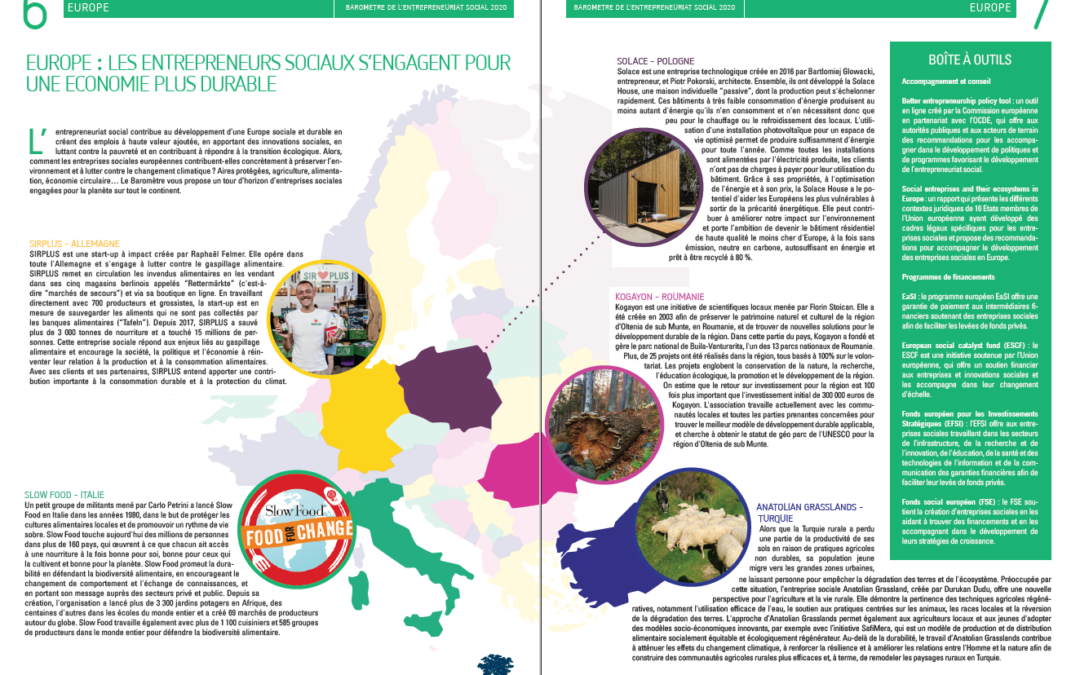 6
EUROPE
BAROMETRE DE L'ENTREPRENEURIAT SOCIAL 2020
EUROPE : LES ENTREPRENEURS SOCIAUX S'ENGAGENT POUR
UNE ECONOMIE PLUS DURABLE
L'entrepreneuriat social contribue au développement d'une Europe sociale et durable en
créant des emplois à haute valeur ajoutée, en apportant des innovations sociales, en
luttant contre la pauvreté et en contribuant à répondre à la transition écologique. Alors,
comment les entreprises sociales européennes contribuent-elles concrètement à préserver l'en-
vironnement et à lutter contre le changement climatique ? Aires protégées, agriculture, alimenta-
tion, économie circulaire… Le Baromètre vous propose un tour d'horizon d'entreprises sociales
engagées pour la planète sur tout le continent.
SIRPLUS - ALLEMAGNE
SIRPLUS est une start-up à impact créée par Raphaël Felmer. Elle opère dans
toute l'Allemagne et s'engage à lutter contre le gaspillage alimentaire.
SIRPLUS remet en circulation les invendus alimentaires en les vendant
dans ses cinq magasins berlinois appelés "Rettermärkte" (c'est-à-
dire "marchés de secours") et via sa boutique en ligne. En travaillant
directement avec 700 producteurs et grossistes, la start-up est en
mesure de sauvegarder les aliments qui ne sont pas collectés par
les banques alimentaires ("Tafeln"). Depuis 2017, SIRPLUS a sauvé
plus de 3 000 tonnes de nourriture et a touché 15 millions de per-
sonnes. Cette entreprise sociale répond aux enjeux liés au gaspillage
alimentaire et encourage la société, la politique et l'économie à réin-
venter leur relation à la production et à la consommation alimentaires.
Avec ses clients et ses partenaires, SIRPLUS entend apporter une contri-
bution importante à la consommation durable et à la protection du climat.
SIR PLUS
SLOW FOOD - ITALIE
Un petit groupe de militants mené par Carlo Petrini a lancé Slow
Food en Italie dans les années 1980, dans le but de protéger les
cultures alimentaires locales et de promouvoir un rythme de vie
sobre. Slow Food touche aujourd'hui des millions de personnes
dans plus de 160 pays, qui œuvrent à ce que chacun ait accès
à une nourriture à la fois bonne pour soi, bonne pour ceux qui
la cultivent et bonne pour la planète. Slow Food promeut la dura-
bilité en défendant la biodiversité alimentaire, en encourageant le
changement de comportement et l'échange de connaissances, et
en portant son message auprès des secteurs privé et public. Depuis sa
création, l'organisation a lancé plus de 3 300 jardins potagers en Afrique, des
centaines d'autres dans les écoles du monde entier et a créé 69 marchés de producteurs
autour du globe. Slow Food travaille également avec plus de 1 100 cuisiniers et 585 groupes
de producteurs dans le monde entier pour défendre la biodiversité alimentaire.
Slow Food
FOOD FOR CHANGE
BAROMETRE DE L'ENTREPRENEURIAT SOCIAL 2020
EUROPE
7
SOLACE - POLOGNE
Solace est une entreprise technologique créée en 2016 par Bartlomiej Glowacki,
entrepreneur, et Piotr Pokorski, architecte. Ensemble, ils ont développé la Solace
House, une maison individuelle "passive", dont la production peut s'échelonner
rapidement. Ces bâtiments à très faible consommation d'énergie produisent au
moins autant d'énergie qu'ils n'en consomment et n'en nécessitent donc que
peu pour le chauffage ou le refroidissement des locaux. L'utili-
sation d'une installation photovoltaïque pour un espace de
vie optimisé permet de produire suffisamment d'énergie
pour toute l'année. Comme toutes les installations
sont alimentées par l'électricité produite, les clients
n'ont pas de charges à payer pour leur utilisation du
bâtiment. Grâce à ses propriétés, à l'optimisation
de l'énergie et à son prix, la Solace House a le po-
tentiel d'aider les Européens les plus vulnérables à
sortir de la précarité énergétique. Elle peut contri-
buer à améliorer notre impact sur l'environnement
et porte l'ambition de devenir le bâtiment résidentiel
de haute qualité le moins cher d'Europe, à la fois sans
émission, neutre en carbone, autosuffisant en énergie et
prêt à être recyclé à 80 %.
KOGAYON - ROUMANIE
Kogayon est une initiative de scientifiques locaux menée par Florin Stoican. Elle a
été créée en 2003 afin de préserver le patrimoine naturel et culturel de la région
d'Oltenia de sub Munte, en Roumanie, et de trouver de nouvelles solutions pour le
développement durable de la région. Dans cette partie du pays, Kogayon a fondé et
gère le parc national de Buila-Vanturarita, l'un des 13 parcs nationaux de Roumanie.
Plus, de 25 projets ont été réalisés dans la région, tous basés à 100% sur le volon-
tariat. Les projets englobent la conservation de la nature, la recherche,
l'éducation écologique, la promotion et le développement de la région.
On estime que le retour sur investissement pour la région est 100
fois plus important que l'investissement initial de 300 000 euros de
Kogayon. L'association travaille actuellement avec les commu-
nautés locales et toutes les parties prenantes concernées pour
trouver le meilleur modèle de développement durable applicable,
et cherche à obtenir le statut de géo parc de l'UNESCO pour la
région d'Oltenia de sub Munte.
ANATOLIAN GRASSLANDS -
TURQUIE
Alors que la Turquie rurale a perdu
une partie de la productivité de ses
sols en raison de pratiques agricoles
non durables, sa population jeune
migre vers les grandes zones urbaines,
ne laissant personne pour empêcher la dégradation des terres et de l'écosystème. Préoccupée par
cette situation, l'entreprise sociale Anatolian Grassland, créée par Durukan Dudu, offre une nouvelle
perspective pour l'agriculture et la vie rurale. Elle démontre la pertinence des techniques agricoles régéné-
ratives, notamment l'utilisation efficace de l'eau, le soutien aux pratiques centrées sur les animaux, les races locales et la réversion
de la dégradation des terres. L'approche d'Anatolian Grasslands permet également aux agriculteurs locaux et aux jeunes d'adopter
des modèles socio-économiques innovants, par exemple avec l'initiative SafiMera, qui est un modèle de production et de distribution
alimentaire socialement équitable et écologiquement régénérateur. Au-delà de la durabilité, le travail d'Anatolian Grasslands contribue
à atténuer les effets du changement climatique, à renforcer la résilience et à améliorer les relations entre l'Homme et la nature afin de
construire des communautés agricoles rurales plus efficaces et, à terme, de remodeler les paysages ruraux en Turquie.
BOÎTE À OUTILS
Accompagnement et conseil
Better entrepreneurship policy tool : un outil
en ligne créé par la Commission européenne
en partenariat avec l'OCDE, qui offre aux
autorités publiques et aux acteurs de terrain
des recommandations pour les accompa-
gner dans le développement de politiques et
de programmes favorisant le développement
de l'entrepreneuriat social.
Social entreprises and their ecosystems in
Europe : un rapport qui présente les différents
contextes juridiques de 16 Etats membres de
l'Union européenne ayant développé des
cadres légaux spécifiques pour les entre-
prises sociales et propose des recommanda-
tions pour accompagner le développement
des entreprises sociales en Europe.
Programmes de financements
EaSI : le programme européen EaSI offre une
garantie de paiement aux intermédiaires fi-
nanciers soutenant des entreprises sociales
afin de faciliter les levées de fonds privés.
European social catalyst fund (ESCF) : le
ESCF est une initiative soutenue par l'Union
européenne, qui offre un soutien financier
aux entreprises et innovations sociales et
les accompagne dans leur changement
d'échelle.
Fonds européen pour les Investissements
Stratégiques (EFSI) : l'EFSI offre aux entre-
prises sociales travaillant dans les secteurs
de l'infrastructure, de la recherche et de
l'innovation, de l'éducation, de la santé et des
technologies de l'information et de la com-
munication des garanties financières afin de
faciliter leur levée de fonds privés.
Fonds social européen (FSE) : le FSE sou-
tient la création d'entreprises sociales en les
aidant à trouver des financements et en les
accompagnant dans le développement de
leurs stratégies de croissance.